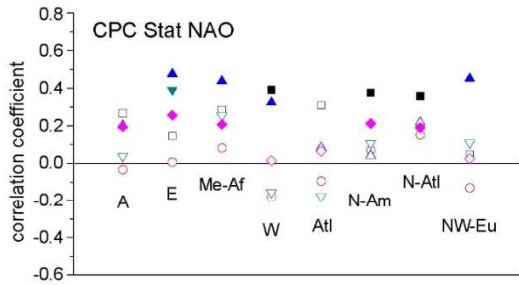 CPC Stat NAO
correlation coefficient
0.8
0.6
0.4
0.2
0.0
-0.2
-0.4
-0.6
A
E
Me-Af
W
Atl
N-Am
N-Atl
NW-Eu